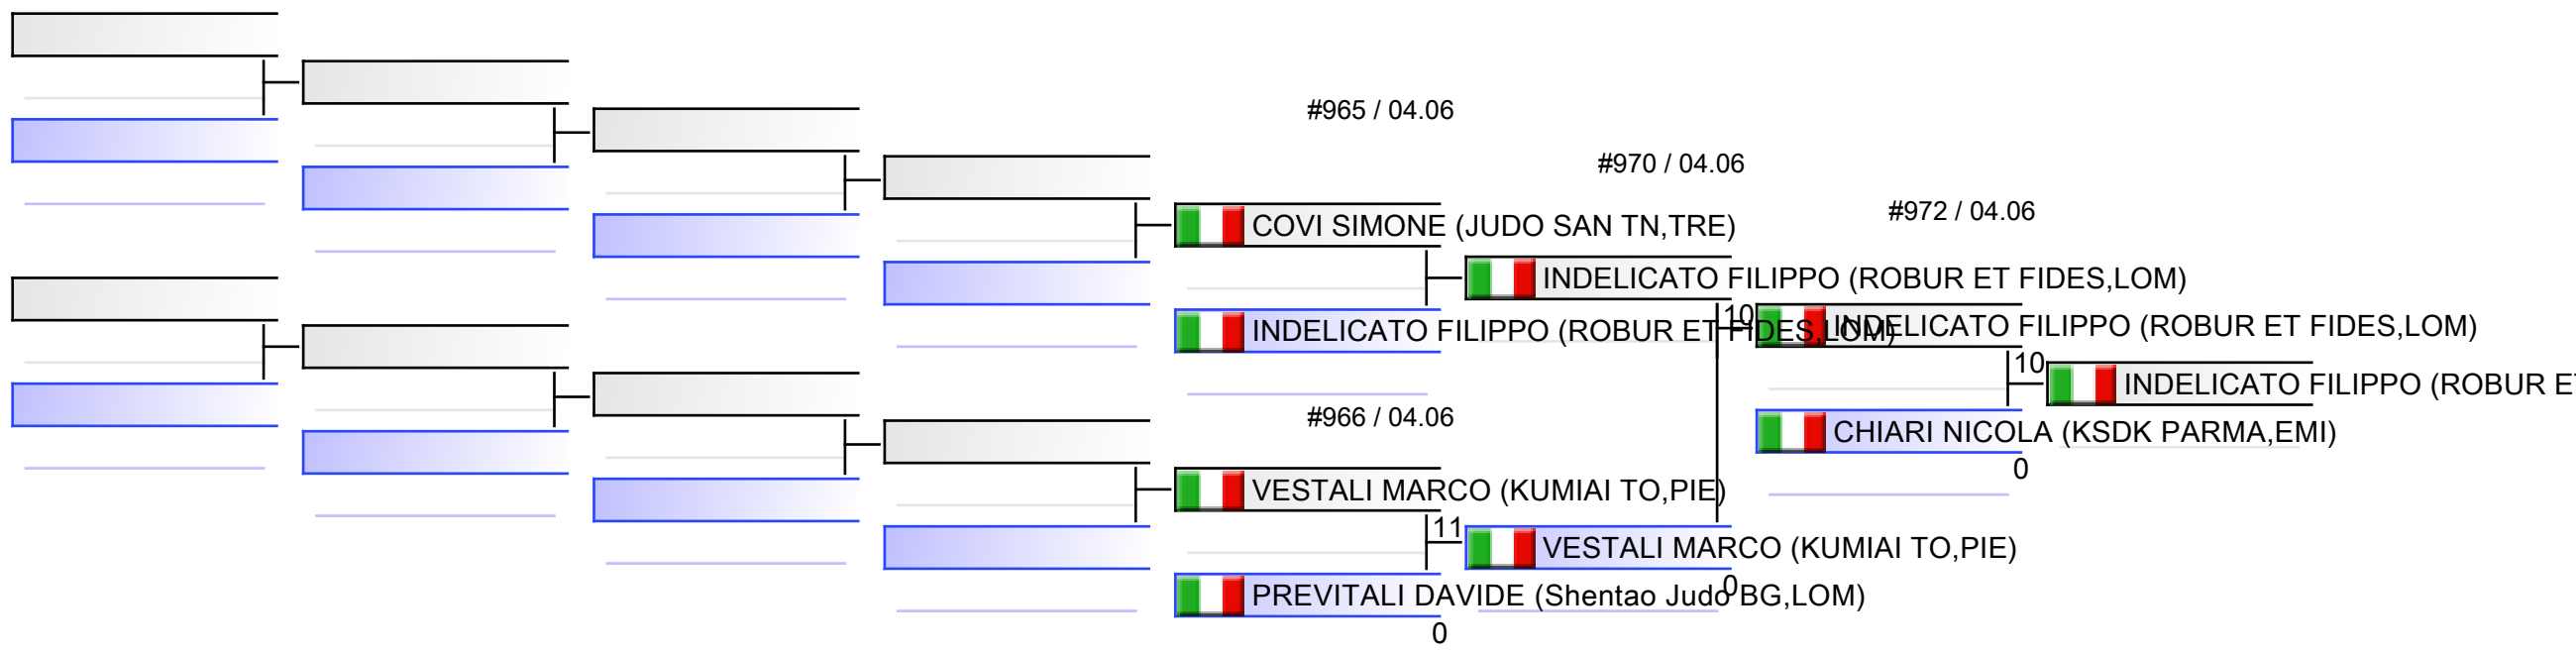 #965 / 04.06
#970 / 04.06
#972 / 04.06
COVI SIMONE (JUDO SAN TN,TRE)
INDELICATO FILIPPO (ROBUR ET FIDES,LOM)
10
INDELICATO FILIPPO (ROBUR ET FIDES,LOM)
INDELICATO FILIPPO (ROBUR ET FIDES,LOM)
10
INDELICATO FILIPPO (ROBUR ET
#966 / 04.06
CHIARI NICOLA (KSDK PARMA,EMI)
0
VESTALI MARCO (KUMIAI TO,PIE)
11
VESTALI MARCO (KUMIAI TO,PIE)
0
PREVITALI DAVIDE (Shentao Judo BG,LOM)
0